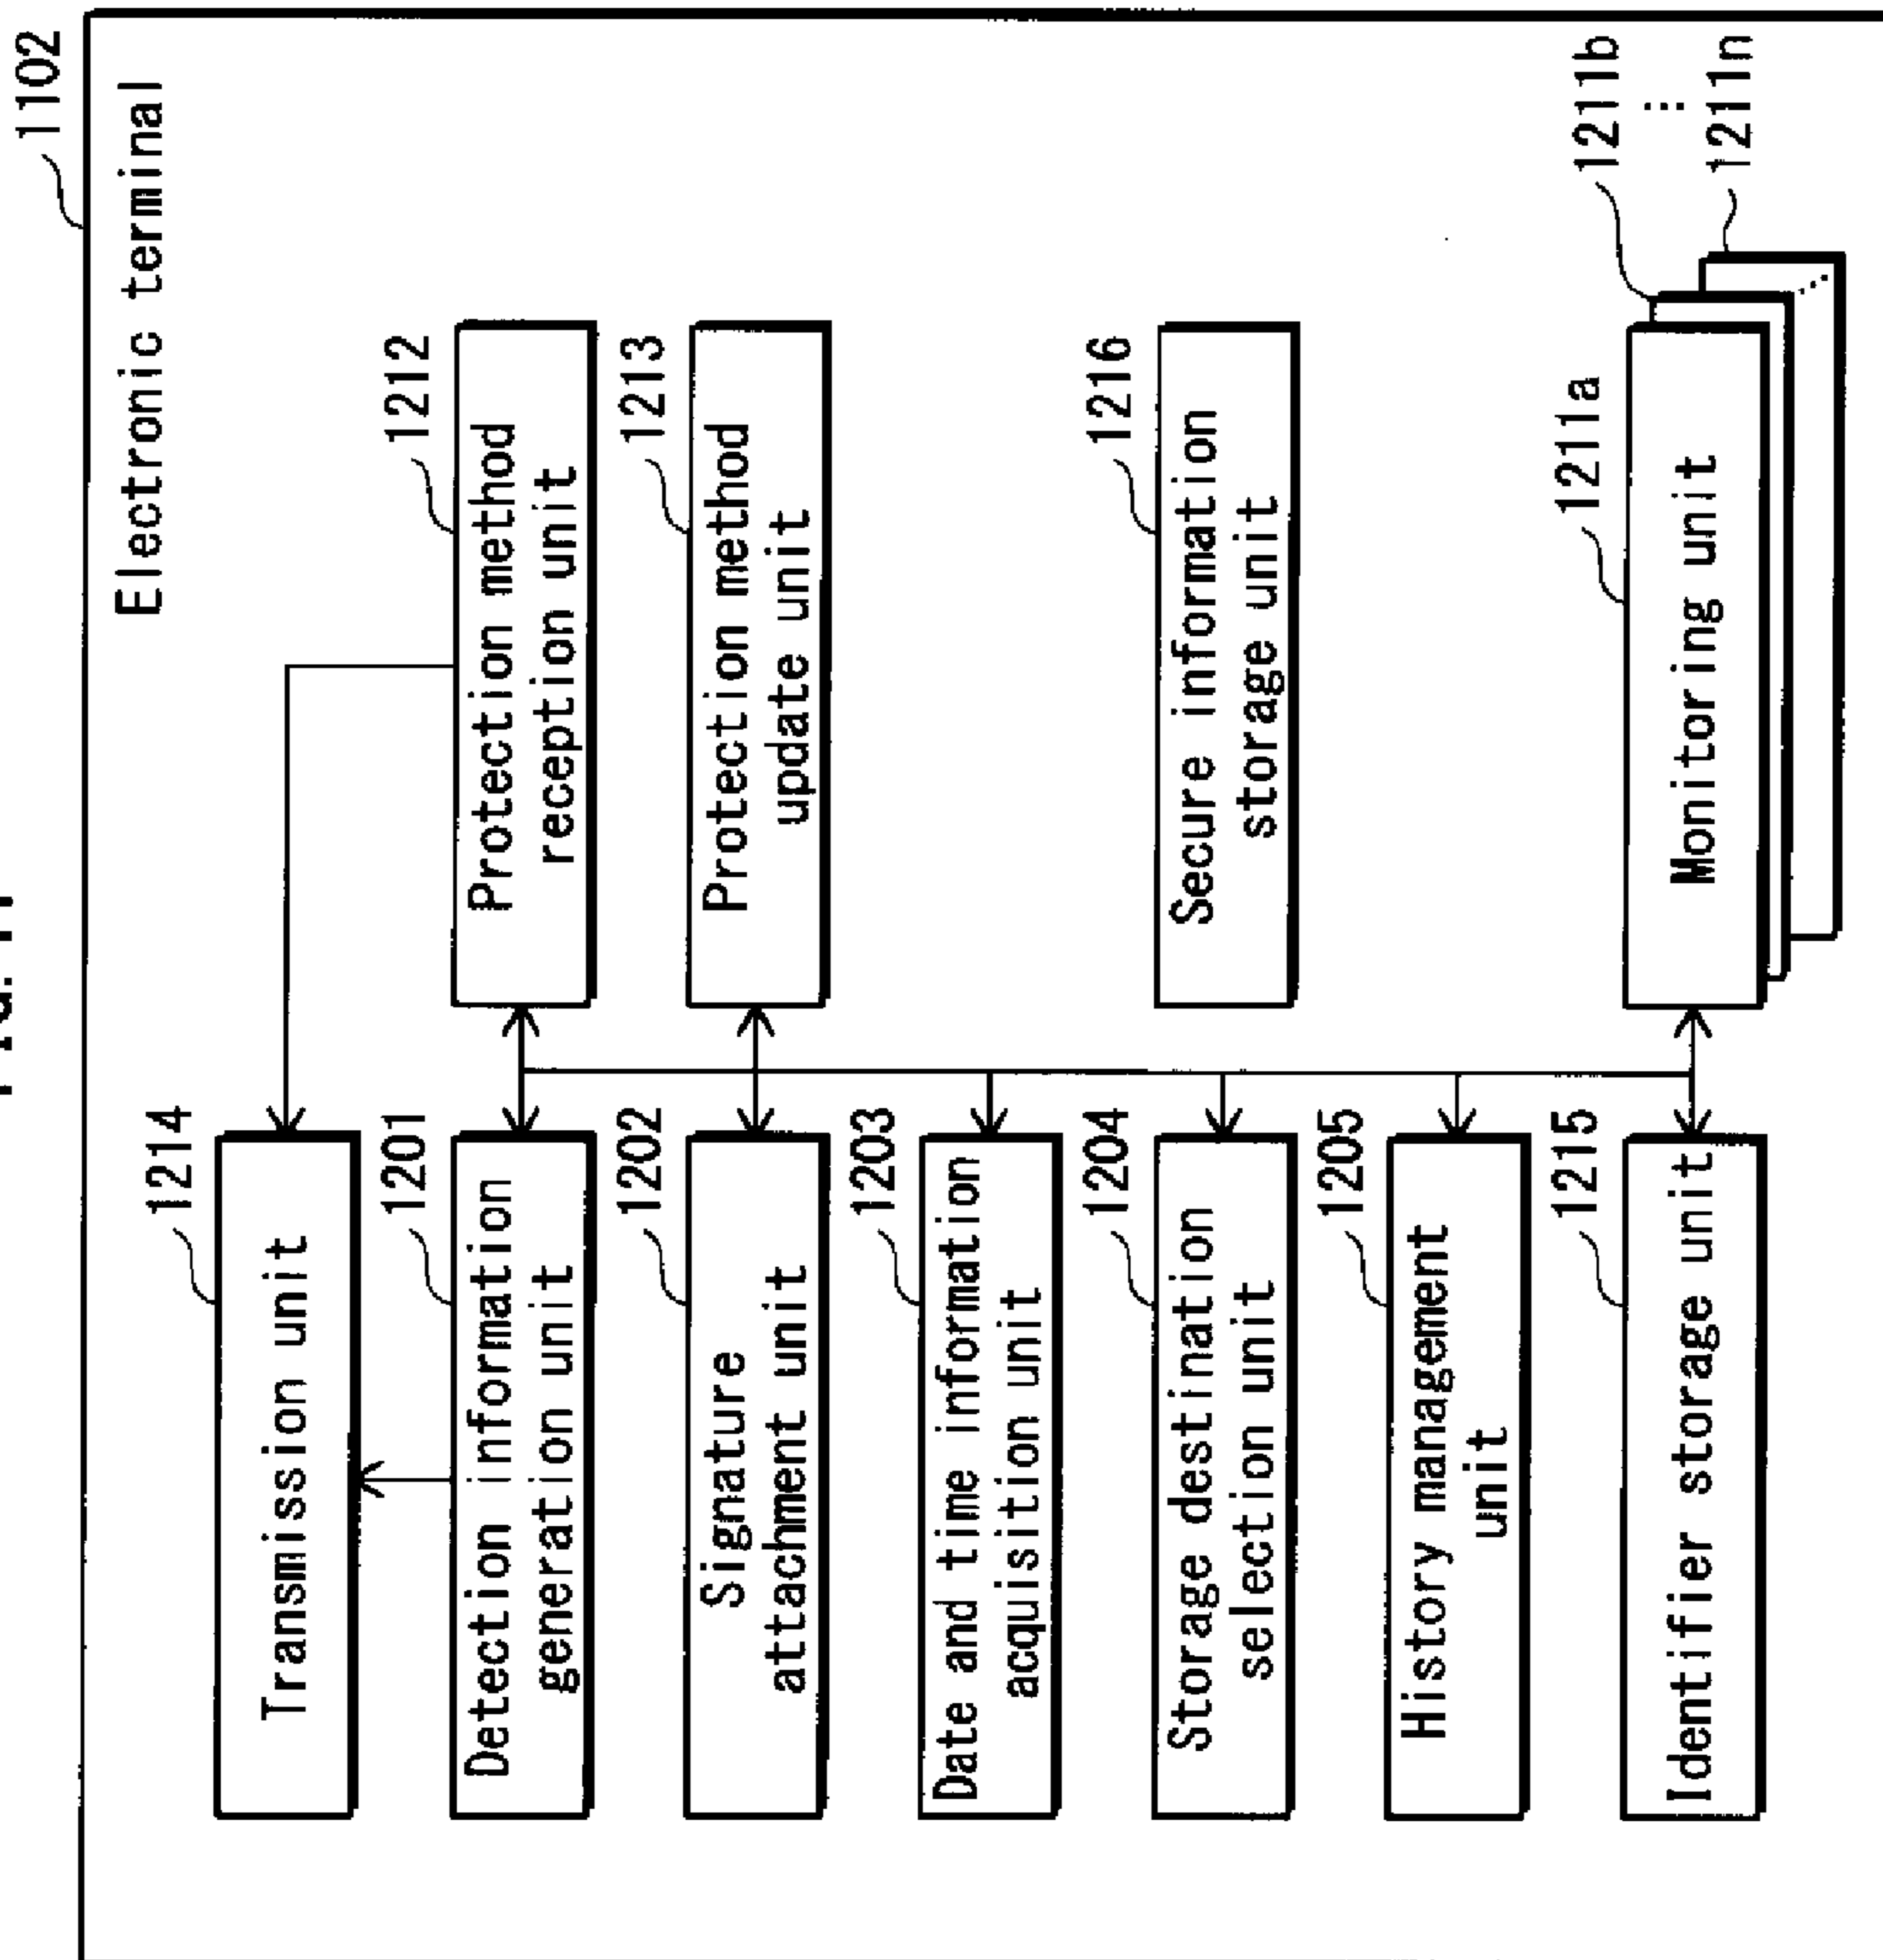 1102
Electronic terminal
1214
Transmission unit
1201
Detection information
generation unit
1212
Protection method
reception unit
1202
Signature
attachment unit
1213
Protection method
update unit
1203
Date and time information
acquisition unit
1204
Storage destination
selection unit
1216
Secure information
storage unit
1205
History management
unit
1215
Identifier storage unit
1211a
Monitoring unit
1211b
⋮
1211n